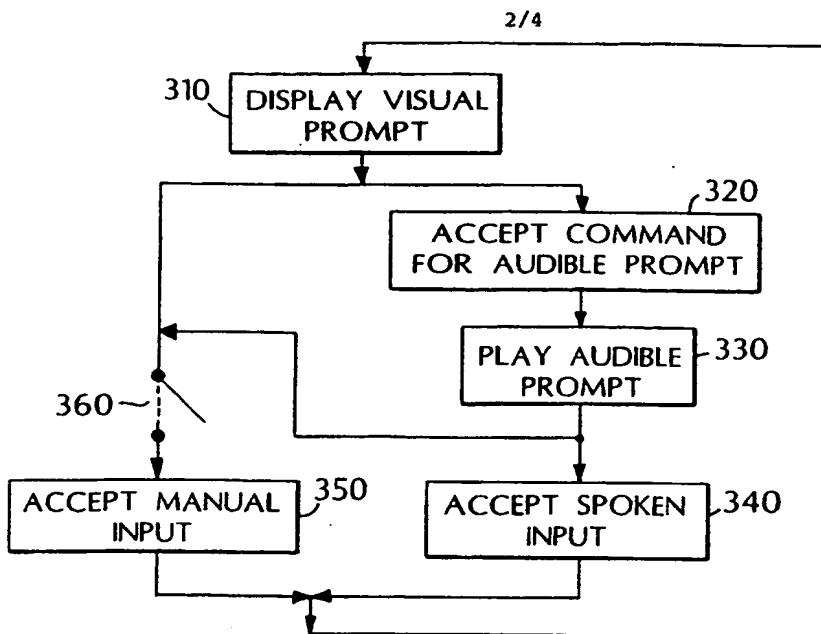 2/4
310
DISPLAY VISUAL
PROMPT
320
ACCEPT COMMAND
FOR AUDIBLE PROMPT
PLAY AUDIBLE
PROMPT
330
360
ACCEPT MANUAL
INPUT
350
ACCEPT SPOKEN
INPUT
340